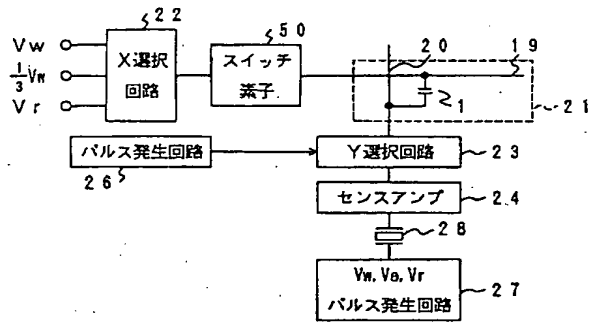 22
50
20
19
Vw
1/3 Vw
Vr
X選択
回路
スイッチ
素子
1
21
パルス発生回路
26
Y選択回路
23
センスアンプ
24
28
Vw, Va, Vr
パルス発生回路
27